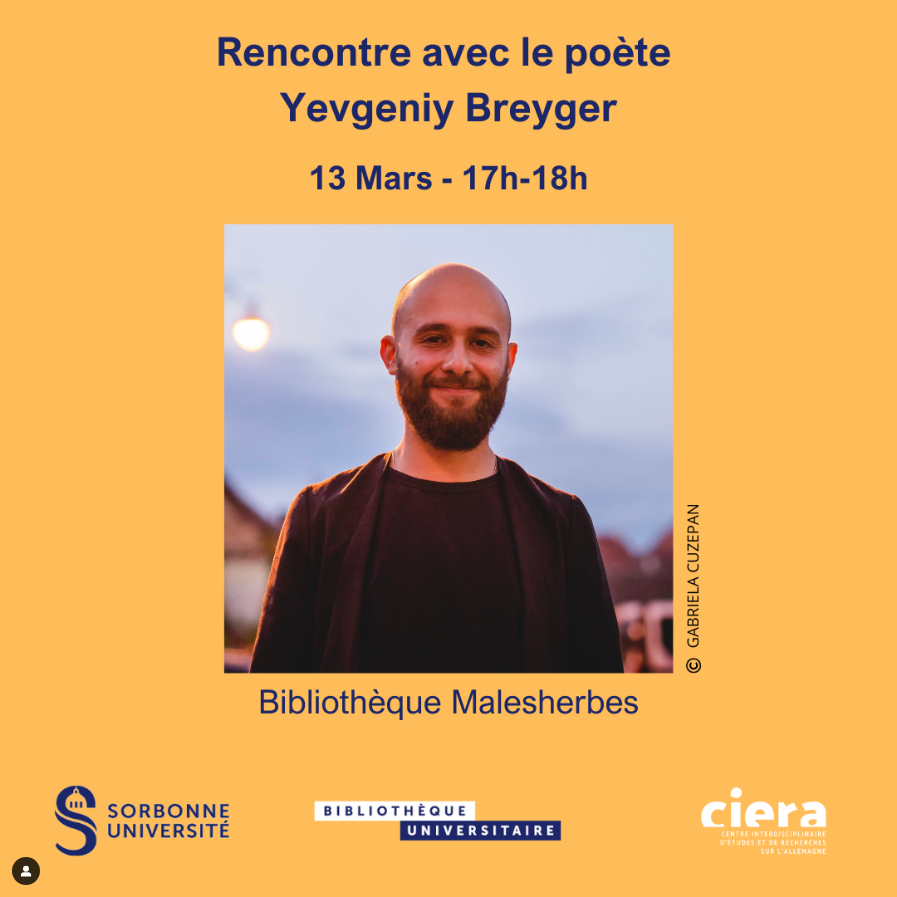 Rencontre avec le poète
Yevgeniy Breyger
13 Mars - 17h-18h
© GABRIELA CUZEPAN
Bibliothèque Malesherbes
SORBONNE
UNIVERSITÉ
BIBLIOTHÈQUE
UNIVERSITAIRE
ciera
CENTRE INTERDISCIPLINAIRE
D'ÉTUDES ET DE RECHERCHES
SUR L'ALLEMAGNE